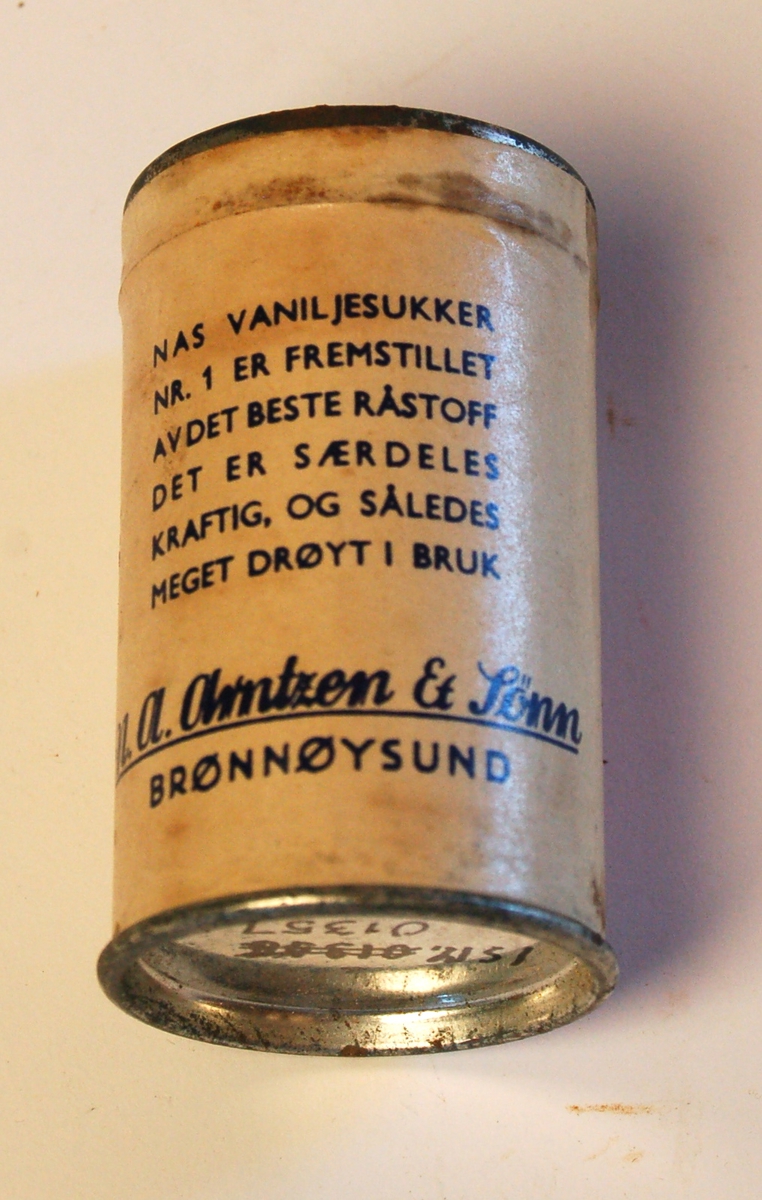 NAS VANILJESUKKER
NR. 1 ER FREMSTILLET
AV DET BESTE RÅSTOFF
DET ER SÆRDELES
KRAFTIG, OG SÅLEDES
MEGET DRØYT I BRUK
A. Arntzen & Sönn
BRØNNØYSUND
01357